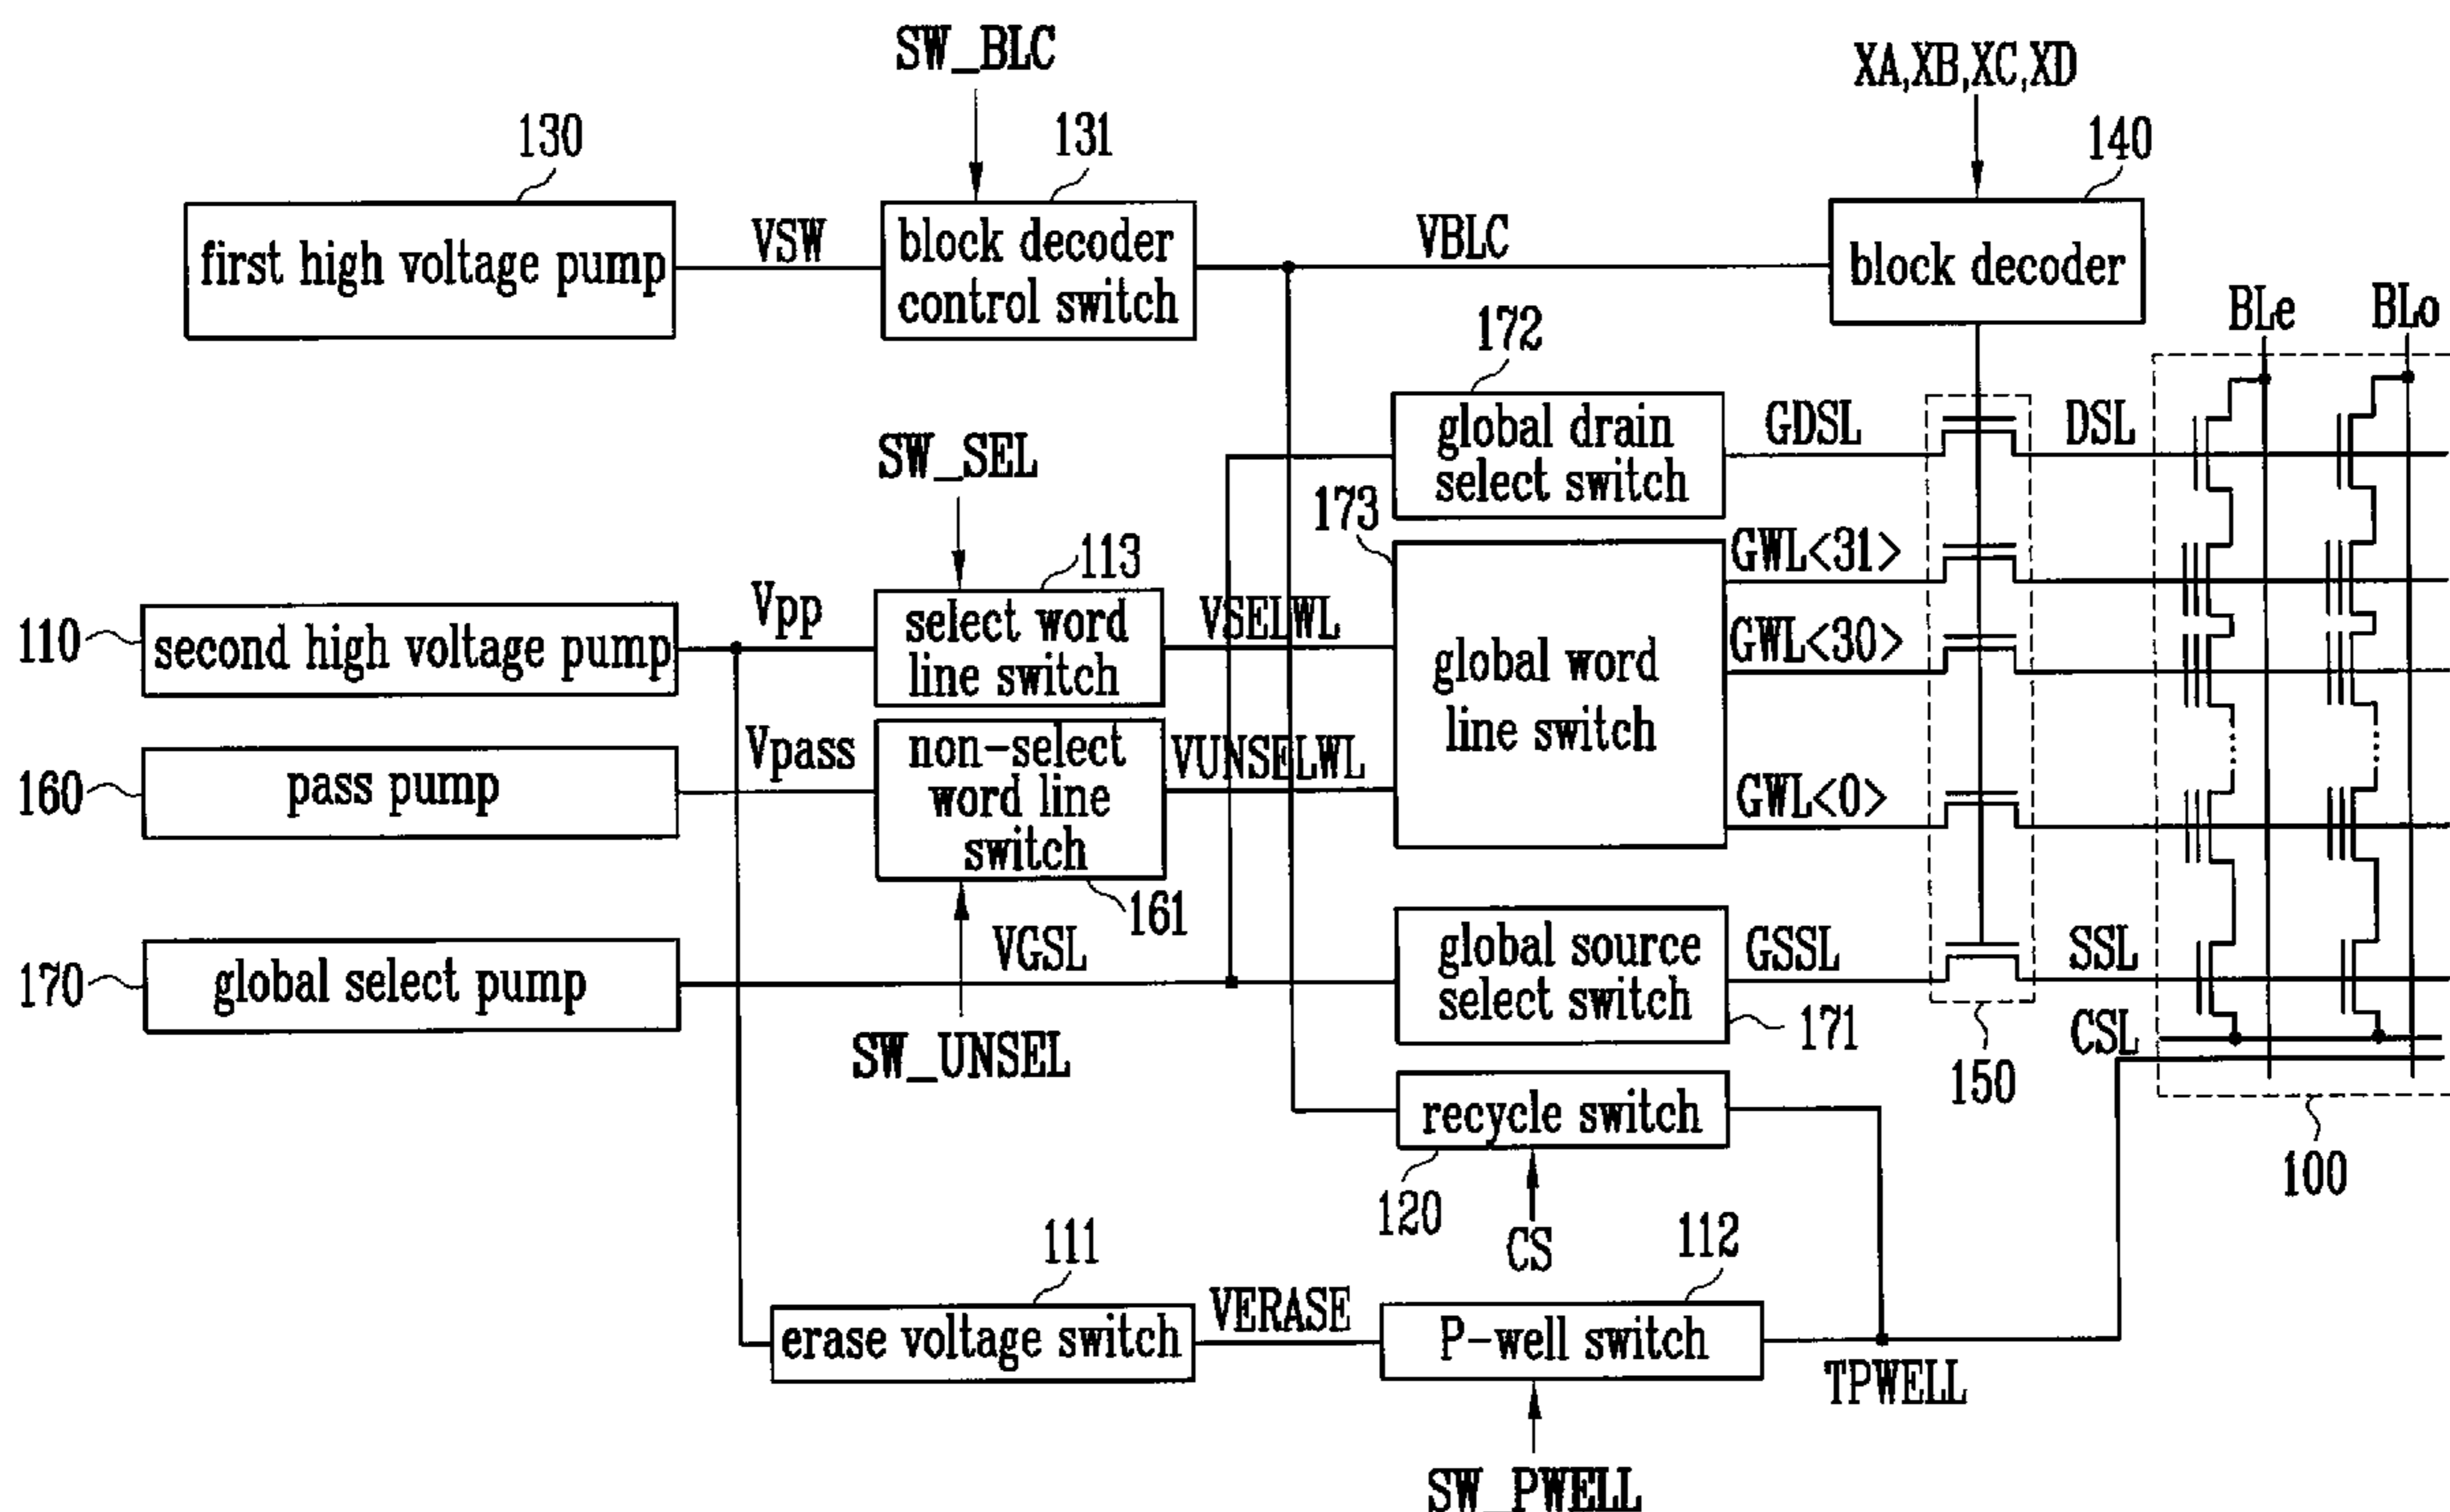 SW_BLC
XA,XB,XC,XD
130
131
140
first high voltage pump
VSW
block decoder
control switch
VBLC
block decoder
BLe
BLo
172
SW_SEL
global drain
select switch
GDSL
DSL
173
113
GWL<31>
110
second high voltage pump
Vpp
select word
line switch
VSELWL
global word
line switch
GWL<30>
160
pass pump
Vpass
non-select
word line
switch
VUNSELWL
GWL<0>
161
170
global select pump
VGSL
global source
select switch
GSSL
SSL
SW_UNSEL
171
CSL
150
recycle switch
100
120
CS
111
112
erase voltage switch
VERASE
P-well switch
TPWELL
SW_PWELL